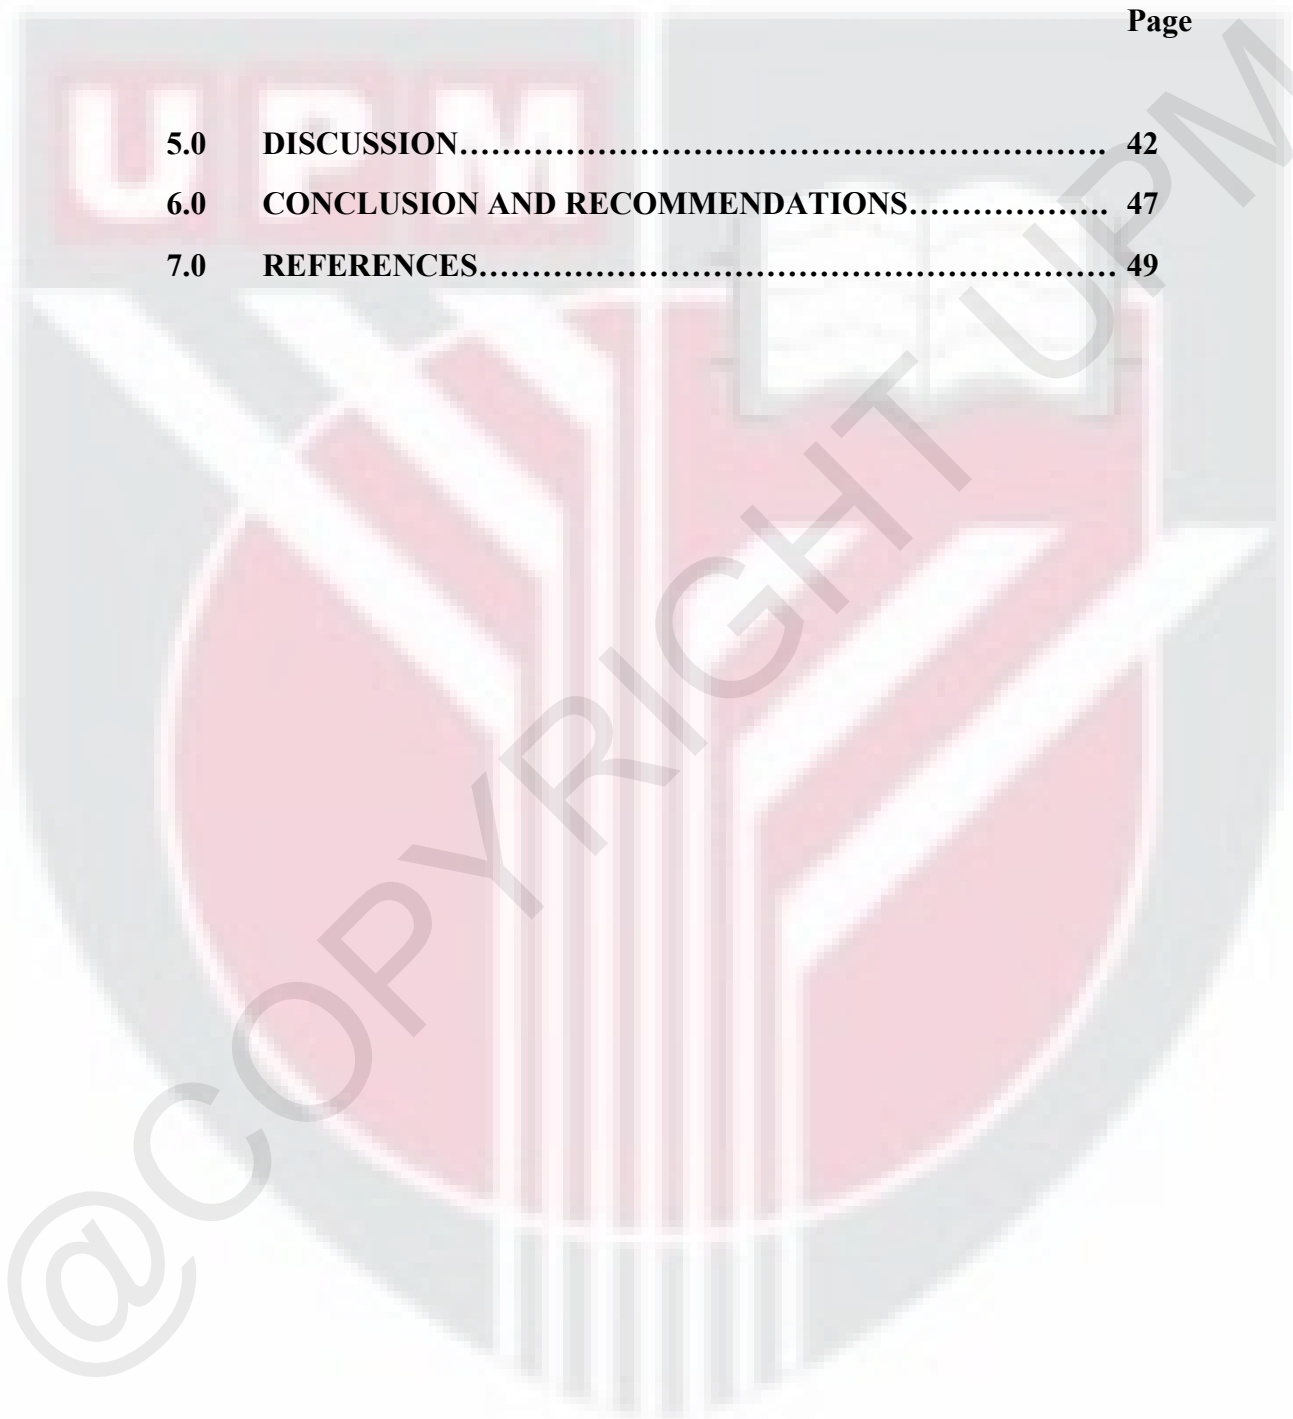 Page
UPM
5.0 DISCUSSION………………………………………………………. 42
6.0 CONCLUSION AND RECOMMENDATIONS………………. 47
7.0 REFERENCES……………………………………………………… 49
@COPYRIGHT UPM